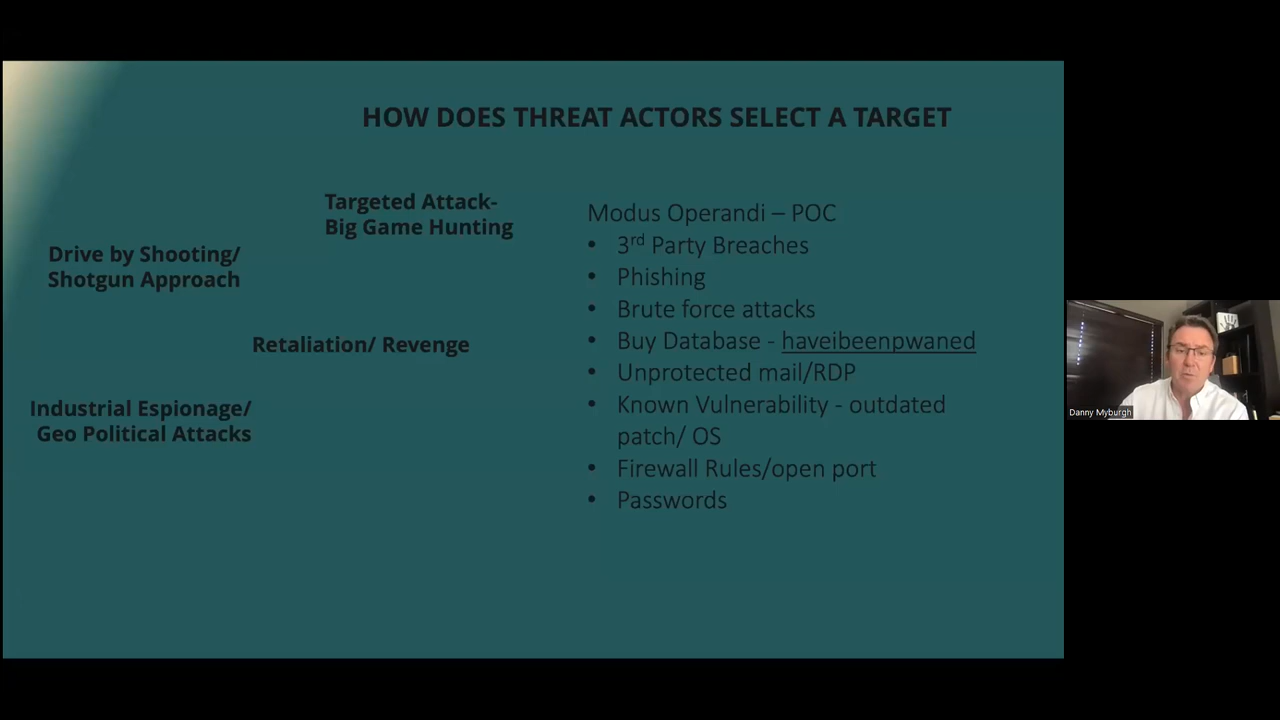 HOW DOES THREAT ACTORS SELECT A TARGET
Targeted Attack-
Big Game Hunting
Drive by Shooting/
Shotgun Approach
Retaliation/ Revenge
Industrial Espionage/
Geo Political Attacks
Modus Operandi – POC
• 3rd Party Breaches
• Phishing
• Brute force attacks
• Buy Database - haveibeenpwaned
• Unprotected mail/RDP
• Known Vulnerability - outdated
patch/ OS
• Firewall Rules/open port
• Passwords
Danny Myburgh